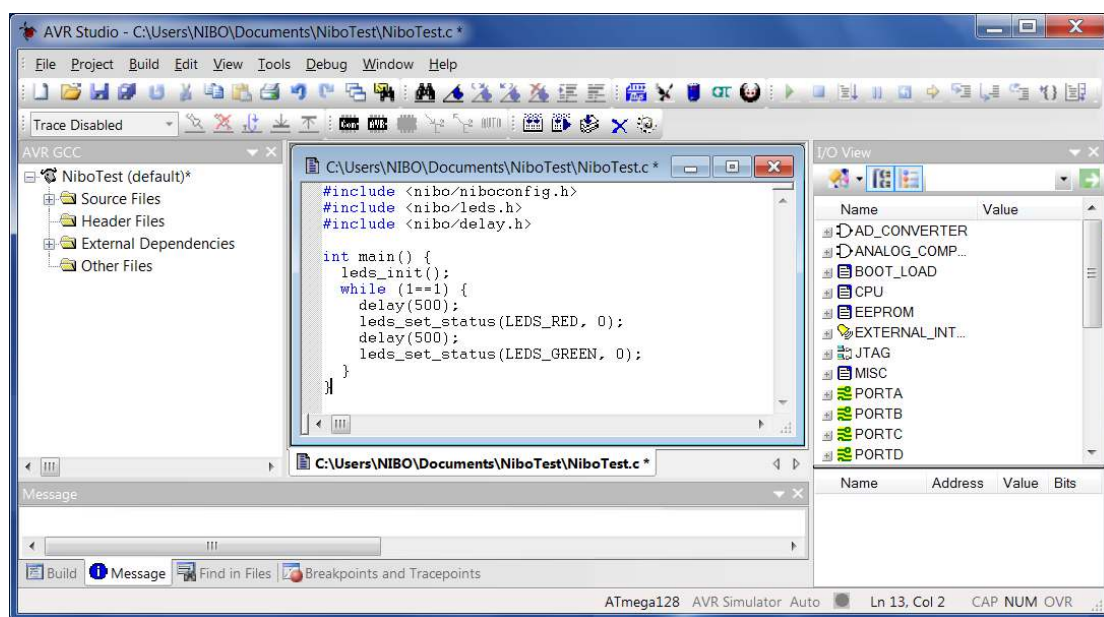 AVR Studio - C:\Users\NIBO\Documents\NiboTest\NiboTest.c *
File Project Build Edit View Tools Debug Window Help
Trace Disabled
AVR GCC
NiboTest (default)*
Source Files
Header Files
External Dependencies
Other Files
C:\Users\NIBO\Documents\NiboTest\NiboTest.c *
#include <nibo/niboconfig.h>
#include <nibo/leds.h>
#include <nibo/delay.h>
int main() {
leds_init();
while (1==1) {
delay(500);
leds_set_status(LEDS_RED, 0);
delay(500);
leds_set_status(LEDS_GREEN, 0);
}
}
C:\Users\NIBO\Documents\NiboTest\NiboTest.c *
I/O View
Name Value
AD_CONVERTER
ANALOG_COMP...
BOOT_LOAD
CPU
EEPROM
EXTERNAL_INT...
JTAG
MISC
PORTA
PORTB
PORTC
PORTD
Name Address Value Bits
Message
Build Message Find in Files Breakpoints and Tracepoints
ATmega128 AVR Simulator Auto Ln 13, Col 2 CAP NUM OVR